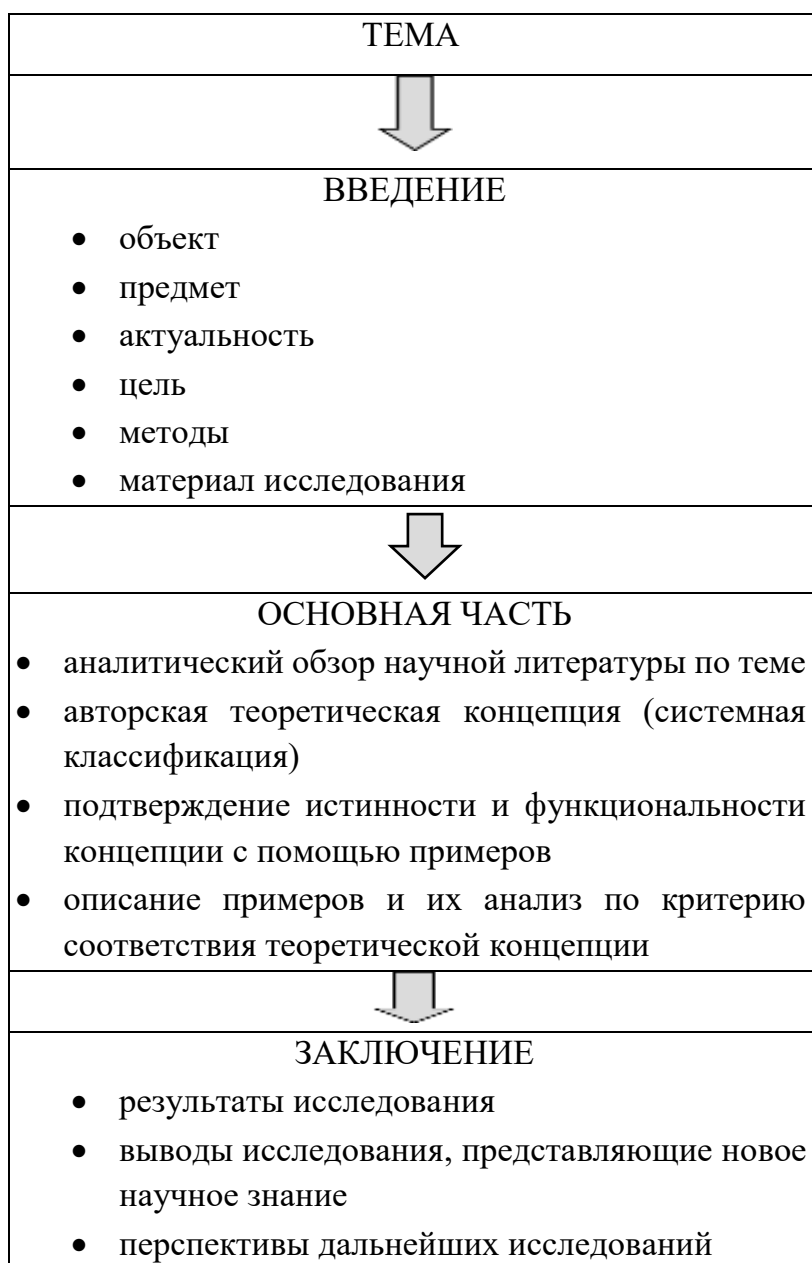 ТЕМА
ВВЕДЕНИЕ
• объект
• предмет
• актуальность
• цель
• методы
• материал исследования
ОСНОВНАЯ ЧАСТЬ
• аналитический обзор научной литературы по теме
• авторская теоретическая концепция (системная
классификация)
• подтверждение истинности и функциональности
концепции с помощью примеров
• описание примеров и их анализ по критерию
соответствия теоретической концепции
ЗАКЛЮЧЕНИЕ
• результаты исследования
• выводы исследования, представляющие новое
научное знание
• перспективы дальнейших исследований